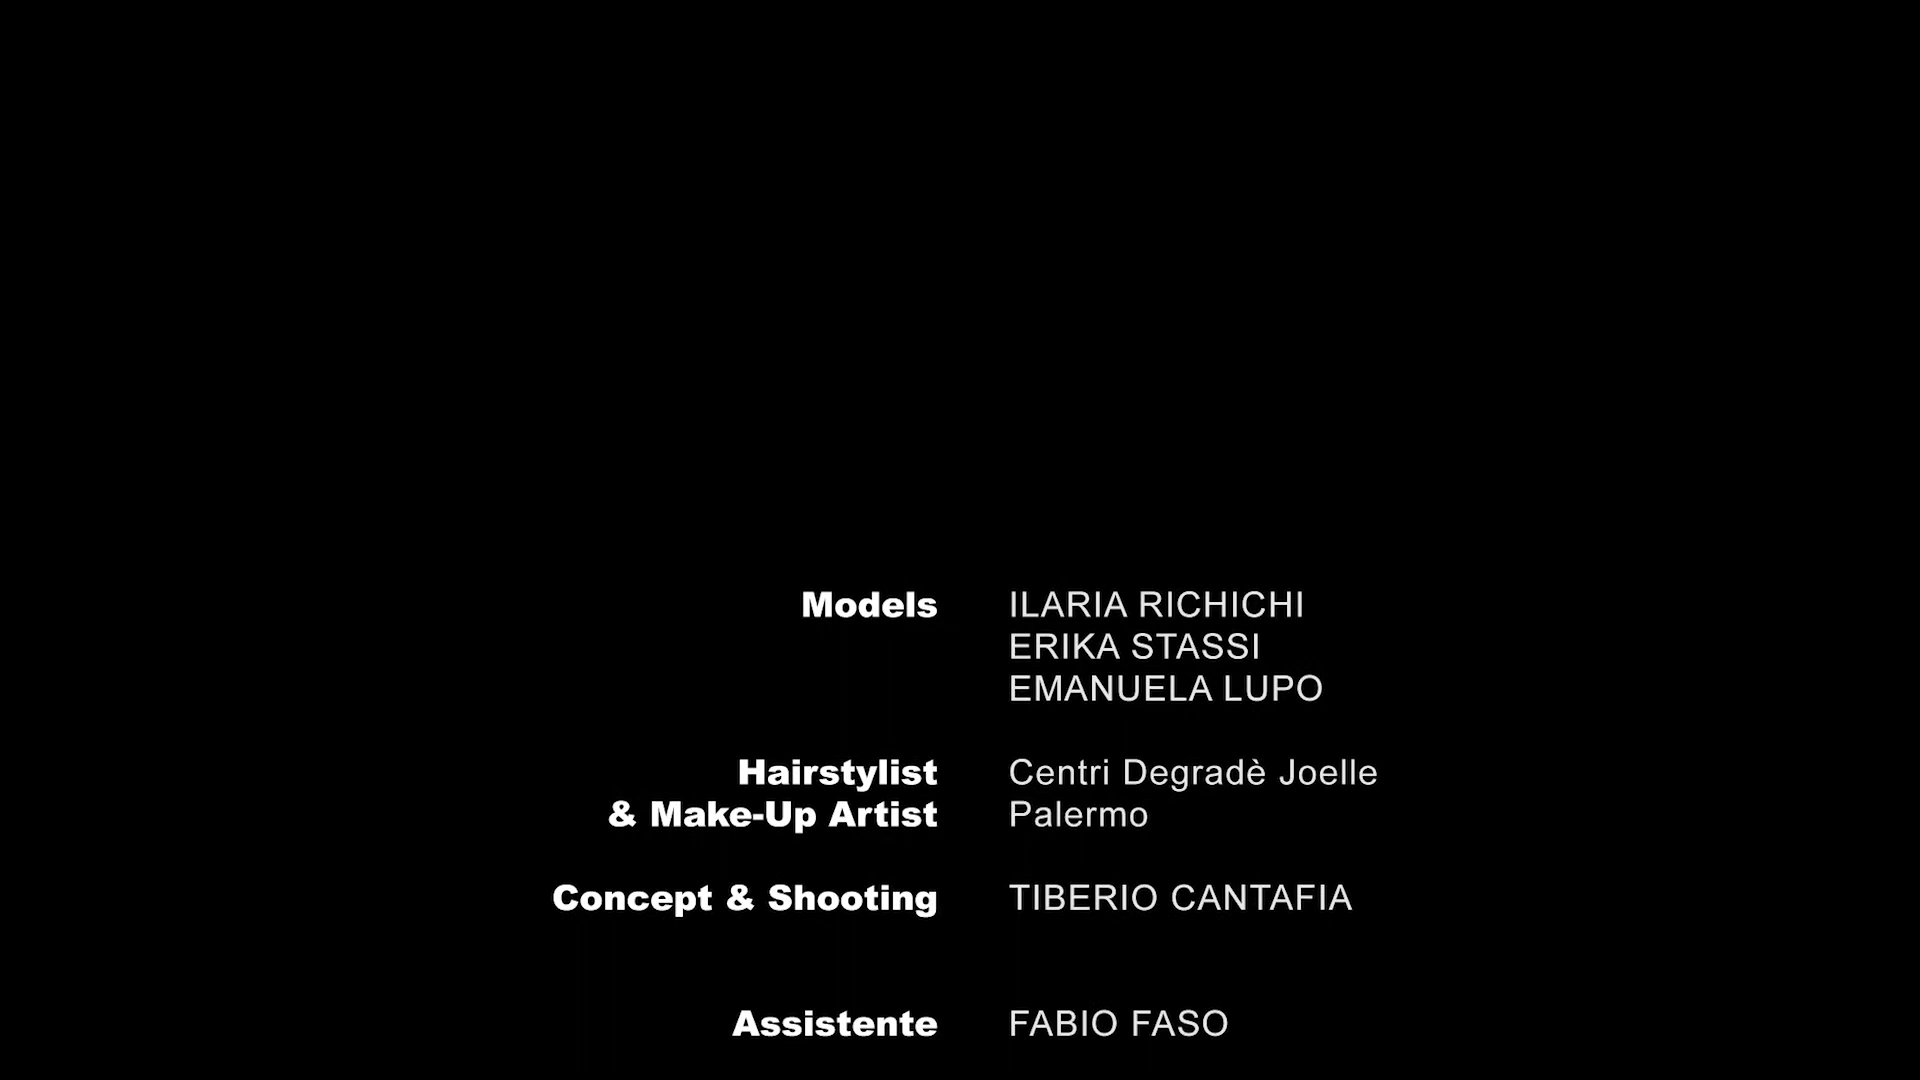 Models ILARIA RICHICHI
ERIKA STASSI
EMANUELA LUPO
Hairstylist Centri Degradè Joelle
& Make-Up Artist Palermo
Concept & Shooting TIBERIO CANTAFIA
Assistente FABIO FASO